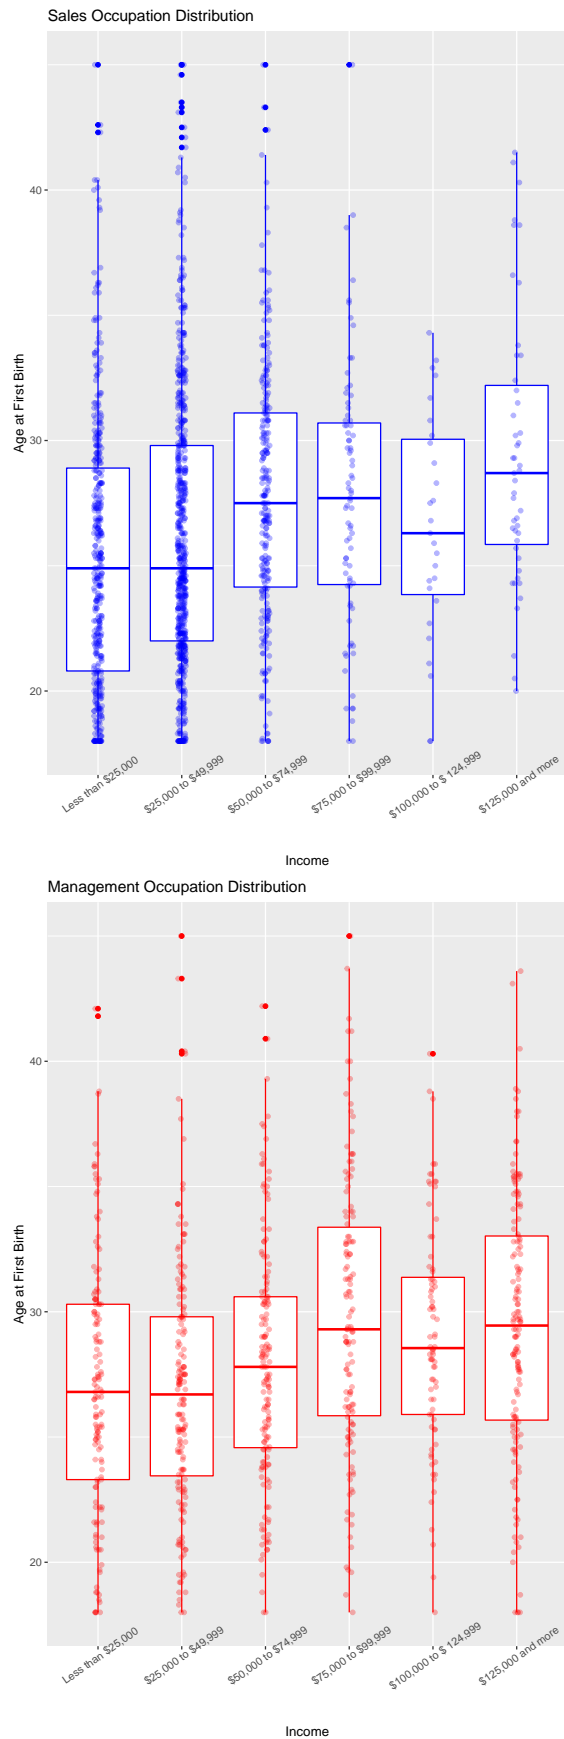 Sales Occupation Distribution
Age at First Birth
40
30
20
Less than $25,000
$25,000 to $49,999
$50,000 to $74,999
$75,000 to $99,999
$100,000 to $ 124,999
$125,000 and more
Income
Management Occupation Distribution
Age at First Birth
40
30
20
Less than $25,000
$25,000 to $49,999
$50,000 to $74,999
$75,000 to $99,999
$100,000 to $ 124,999
$125,000 and more
Income